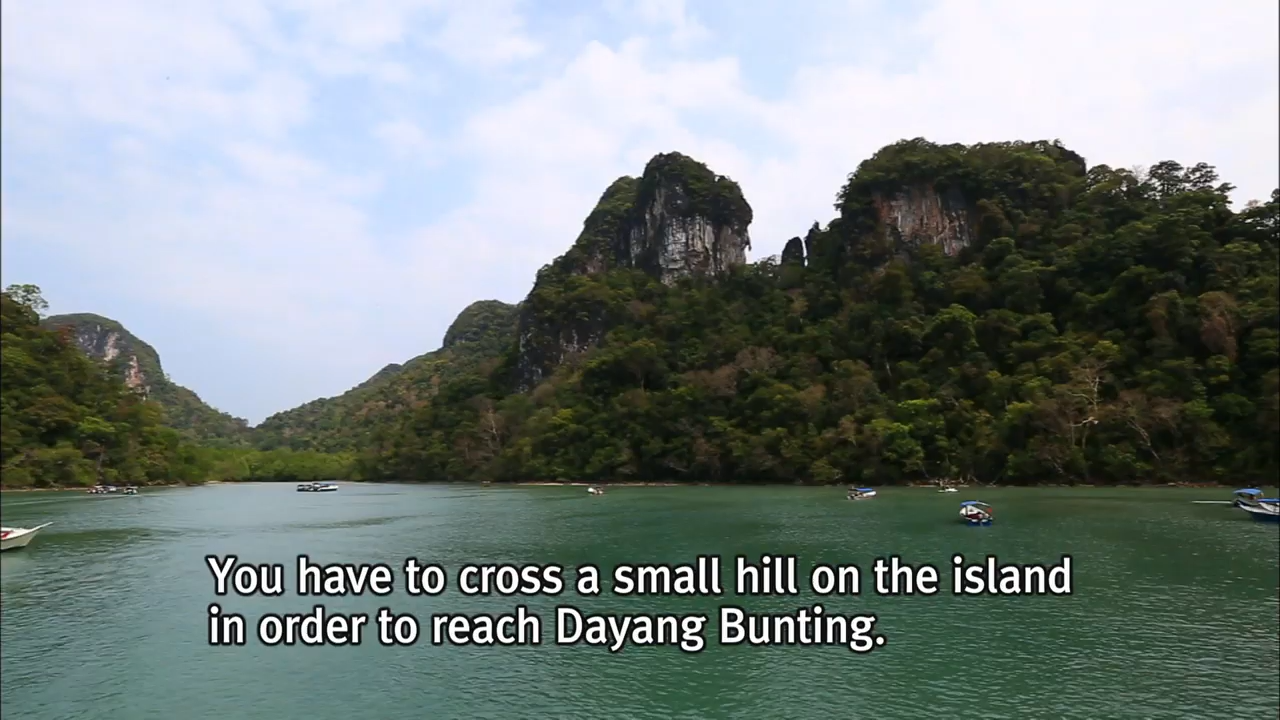 You have to cross a small hill on the island
in order to reach Dayang Bunting.